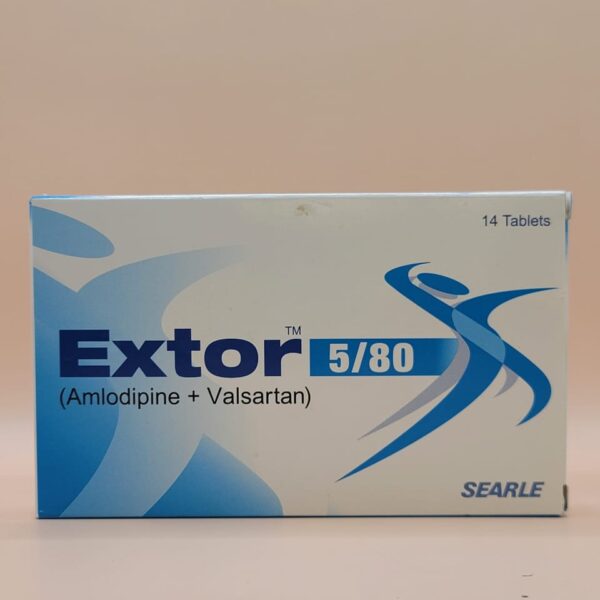 14 Tablets
Extor™ 5/80
(Amlodipine + Valsartan)
SEARLE